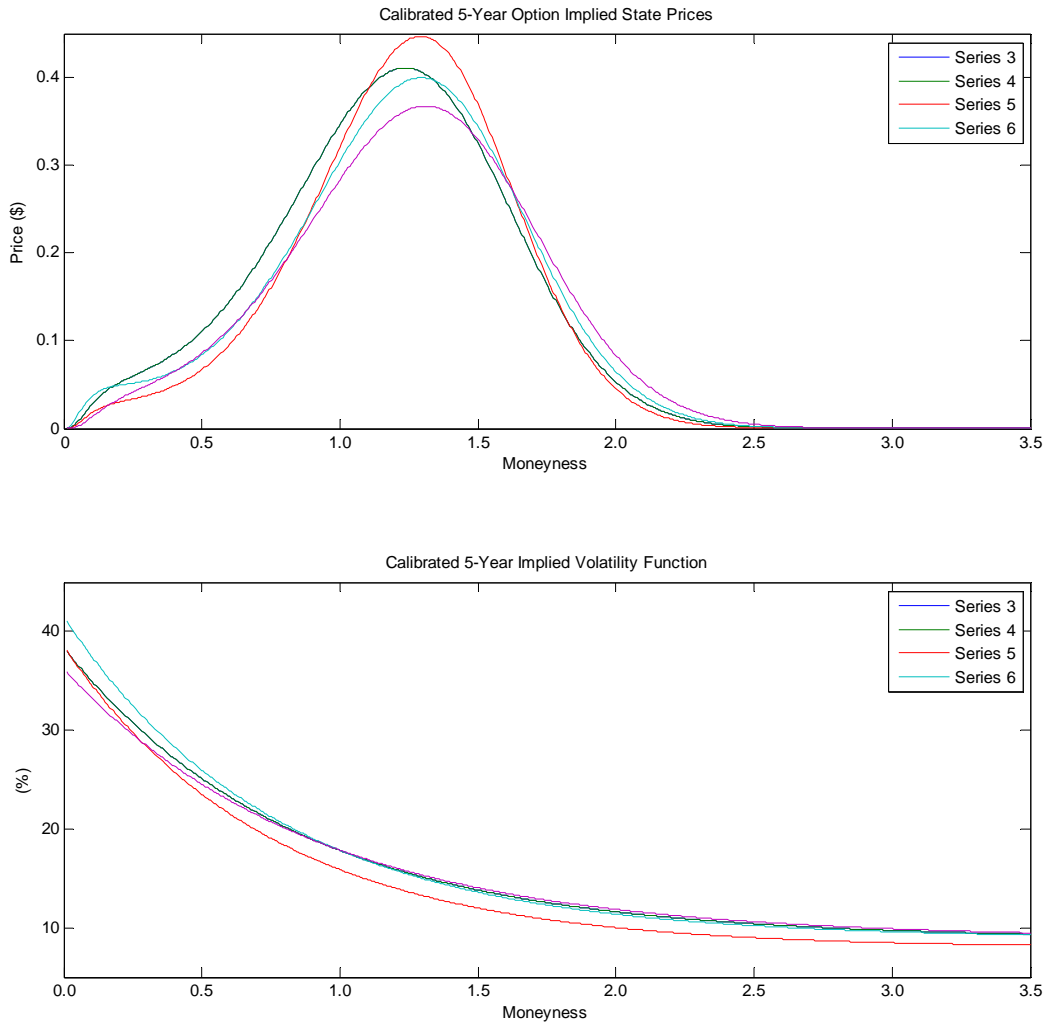 Calibrated 5-Year Option Implied State Prices
Series 3
Series 4
Series 5
Series 6
Price ($)
0.4
0.3
0.2
0.1
0
0 0.5 1.0 1.5 2.0 2.5 3.0 3.5
Moneyness
Calibrated 5-Year Implied Volatility Function
Series 3
Series 4
Series 5
Series 6
(%)
40
30
20
10
0.0 0.5 1.0 1.5 2.0 2.5 3.0 3.5
Moneyness